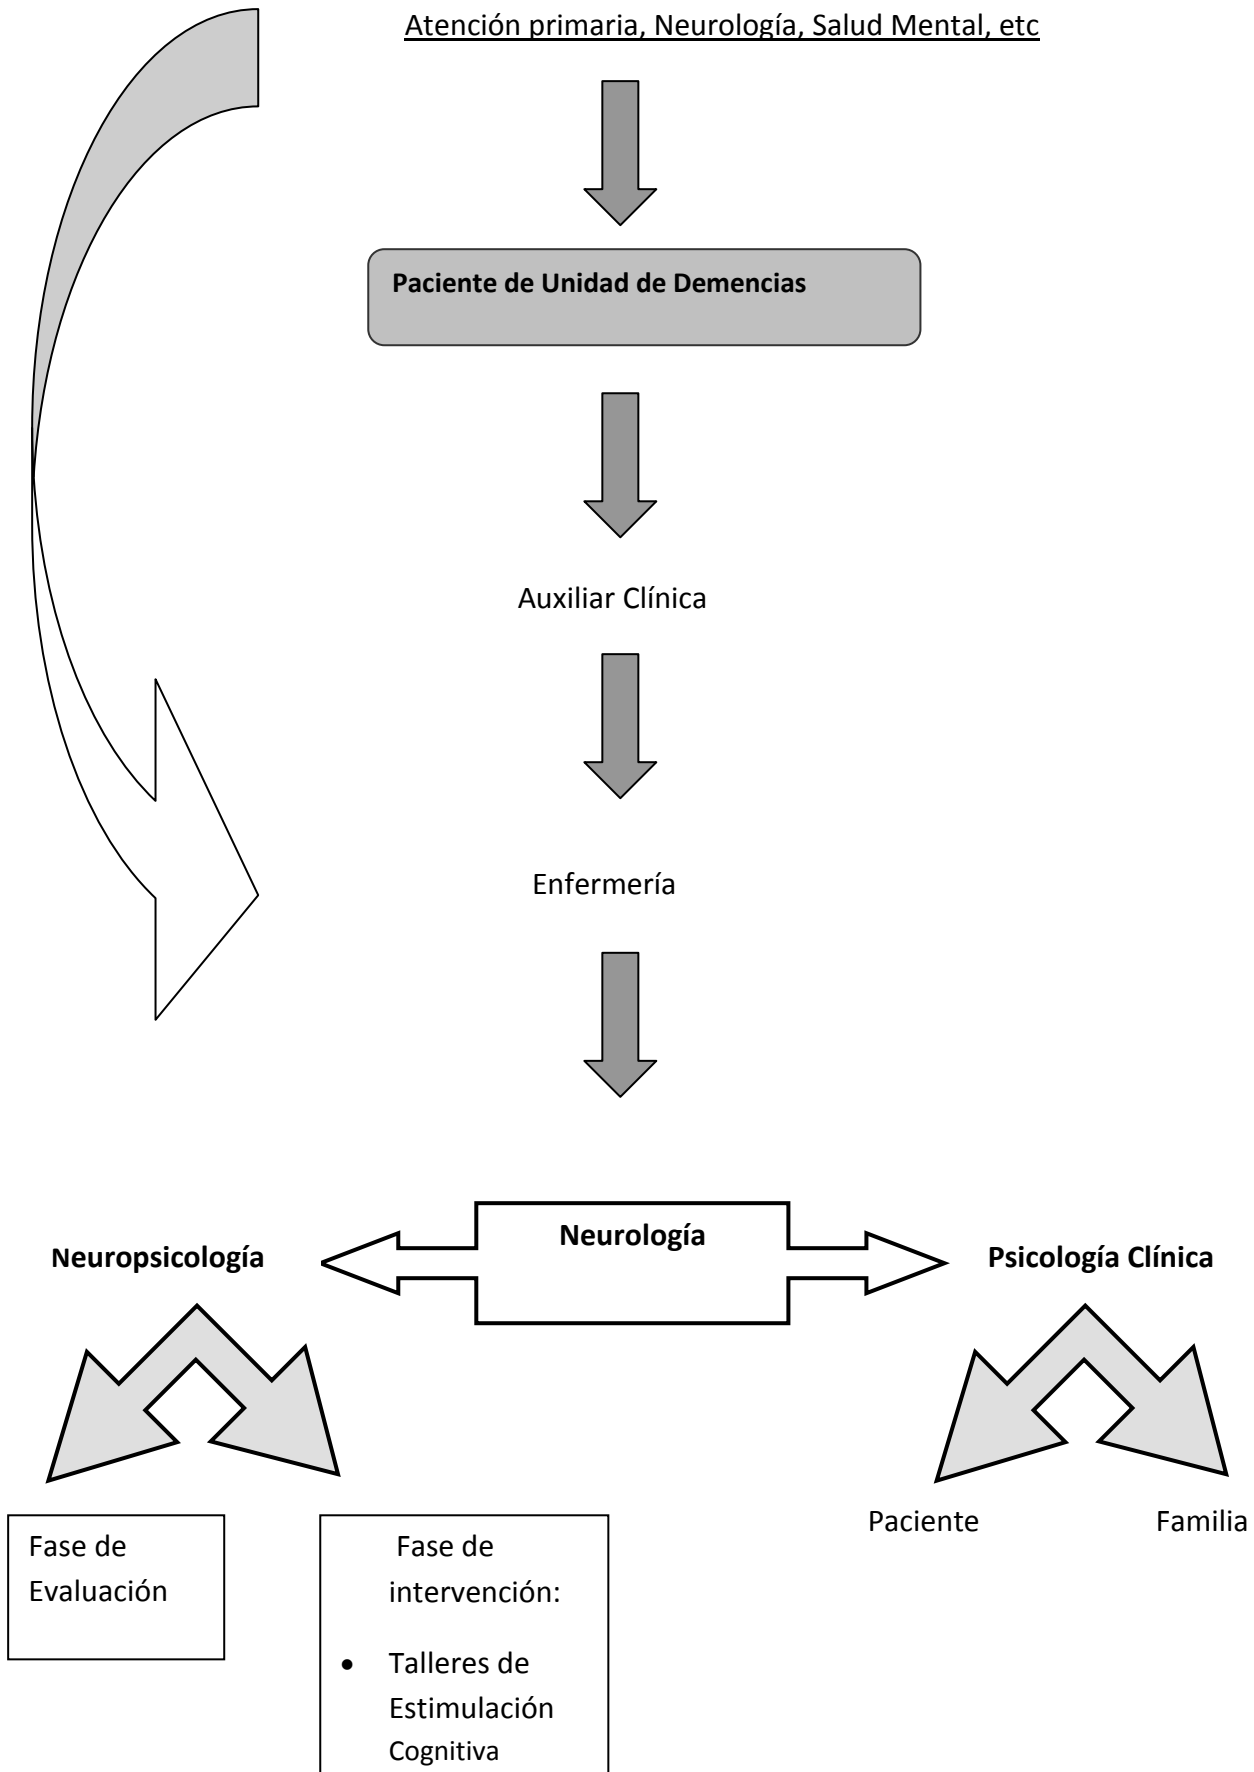 Atención primaria, Neurología, Salud Mental, etc
Paciente de Unidad de Demencias
Auxiliar Clínica
Enfermería
Neurología
Neuropsicología
Psicología Clínica
Fase de
Evaluación
Fase de
intervención:
• Talleres de
Estimulación
Cognitiva
Paciente
Familia